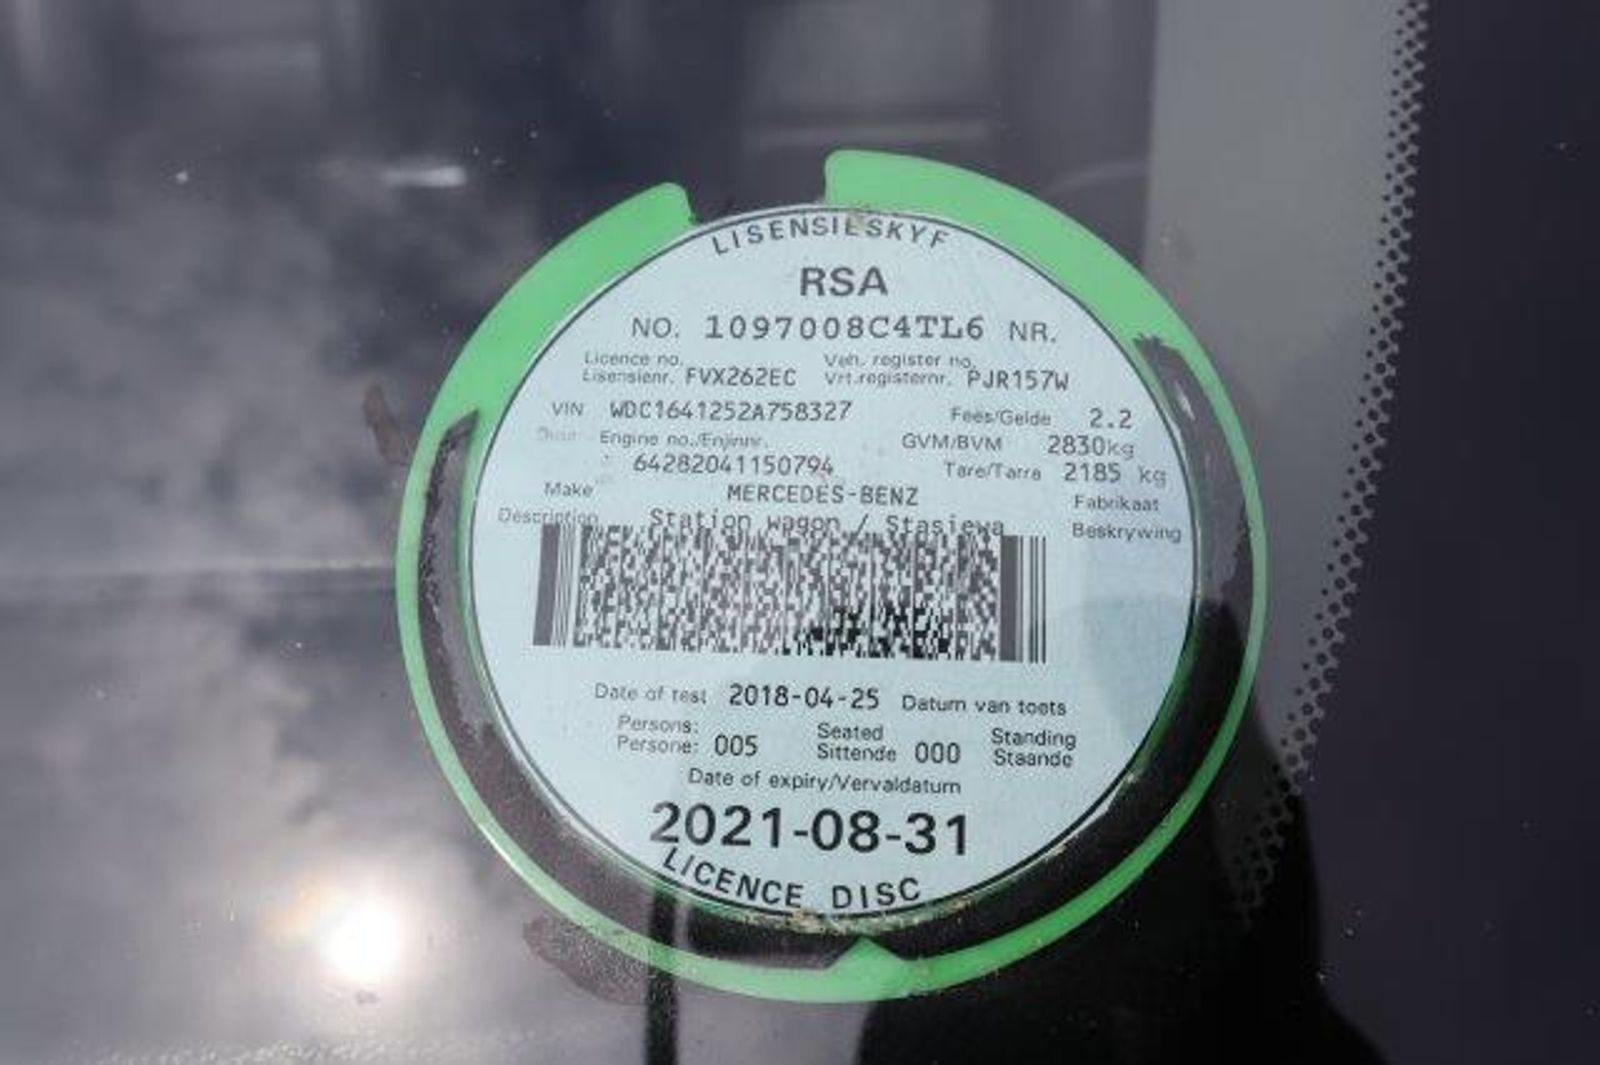 LISENSIESKYF
RSA
NO. 1097008C4TL6 NR.
Licence no. Veh. register no.
Lisensienr. FVX262EC Vrt.registernr. PJR157W
VIN WDC1641252A758327 Fees/Gelde 2.2
Engine no./Enjinnr. GVM/BVM 2830kg
64282041150794 Tare/Tarra 2185 kg
Make MERCEDES-BENZ Fabrikaat
Description Station wagon / Stasiewa Beskrywing
Date of test 2018-04-25 Datum van toets
Persons: Seated Standing
Persone: 005 Sittende 000 Staande
Date of expiry/Vervaldatum
2021-08-31
LICENCE DISC